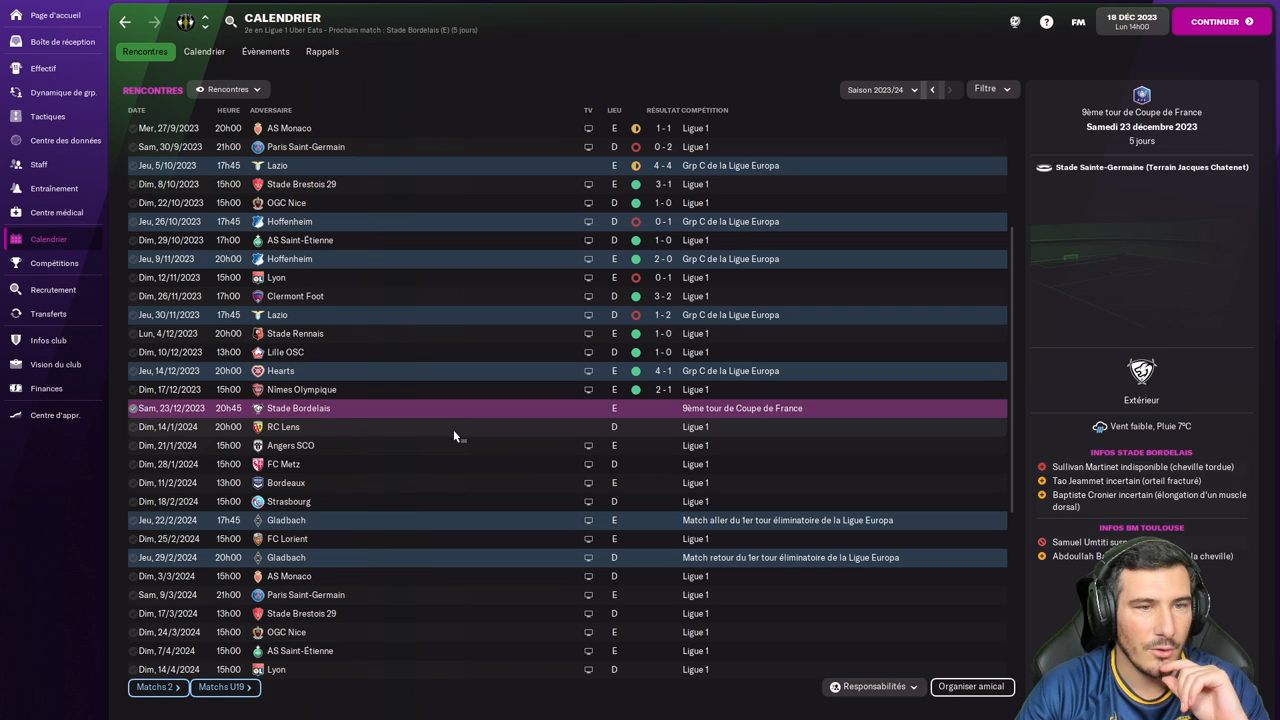 Page d'accueil
Boîte de réception
Effectif
Dynamique de grp.
Tactiques
Centre des données
Staff
Entraînement
Centre médical
Calendrier
Compétitions
Recrutement
Transferts
Infos club
Vision du club
Finances
Centre d'appr.
CALENDRIER
2e en Ligue 1 Uber Eats - Prochain match : Stade Bordelais (E) (5 jours)
? FM
18 DÉC 2023
Lun 14h00
CONTINUER
Rencontres Calendrier Évènements Rappels
RENCONTRES Rencontres Saison 2023/24 Filtre
DATE HEURE ADVERSAIRE TV LIEU RÉSULTAT COMPÉTITION
Mer, 27/9/2023 20h00 AS Monaco E 1 - 1 Ligue 1
Sam, 30/9/2023 21h00 Paris Saint-Germain D 0 - 2 Ligue 1
Jeu, 5/10/2023 17h45 Lazio E 4 - 4 Grp C de la Ligue Europa
Dim, 8/10/2023 15h00 Stade Brestois 29 E 3 - 1 Ligue 1
Dim, 22/10/2023 15h00 OGC Nice D 1 - 0 Ligue 1
Jeu, 26/10/2023 17h45 Hoffenheim D 0 - 1 Grp C de la Ligue Europa
Dim, 29/10/2023 17h00 AS Saint-Étienne D 1 - 0 Ligue 1
Jeu, 9/11/2023 20h00 Hoffenheim E 2 - 0 Grp C de la Ligue Europa
Dim, 12/11/2023 15h00 Lyon E 0 - 1 Ligue 1
Dim, 26/11/2023 17h00 Clermont Foot D 3 - 2 Ligue 1
Jeu, 30/11/2023 17h45 Lazio D 1 - 2 Grp C de la Ligue Europa
Lun, 4/12/2023 20h00 Stade Rennais E 1 - 0 Ligue 1
Dim, 10/12/2023 13h00 Lille OSC D 1 - 0 Ligue 1
Jeu, 14/12/2023 20h00 Hearts E 4 - 1 Grp C de la Ligue Europa
Dim, 17/12/2023 15h00 Nîmes Olympique E 2 - 1 Ligue 1
Sam, 23/12/2023 20h45 Stade Bordelais E 9ème tour de Coupe de France
Dim, 14/1/2024 20h00 RC Lens D Ligue 1
Dim, 21/1/2024 15h00 Angers SCO E Ligue 1
Dim, 28/1/2024 15h00 FC Metz D Ligue 1
Dim, 11/2/2024 13h00 Bordeaux E Ligue 1
Dim, 18/2/2024 15h00 Strasbourg D Ligue 1
Jeu, 22/2/2024 17h45 Gladbach E Match aller du 1er tour éliminatoire de la Ligue Europa
Dim, 25/2/2024 15h00 FC Lorient E Ligue 1
Jeu, 29/2/2024 20h00 Gladbach D Match retour du 1er tour éliminatoire de la Ligue Europa
Dim, 3/3/2024 15h00 AS Monaco D Ligue 1
Sam, 9/3/2024 21h00 Paris Saint-Germain E Ligue 1
Dim, 17/3/2024 13h00 Stade Brestois 29 D Ligue 1
Dim, 24/3/2024 15h00 OGC Nice E Ligue 1
Dim, 7/4/2024 15h00 AS Saint-Étienne E Ligue 1
Dim, 14/4/2024 15h00 Lyon D Ligue 1
Matchs 2 Matchs U19 Responsabilités Organiser amical
9ème tour de Coupe de France
Samedi 23 décembre 2023
5 jours
Stade Sainte-Germaine (Terrain Jacques Chatenet)
Extérieur
Vent faible, Pluie 7ºC
INFOS STADE BORDELAIS
Sullivan Martinet indisponible (cheville tordue)
Tao Jeammet incertain (orteil fracturé)
Baptiste Cronier incertain (élongation d'un muscle
dorsal)
INFOS BM TOULOUSE
Samuel Umtiti
Abdoullah
la cheville)